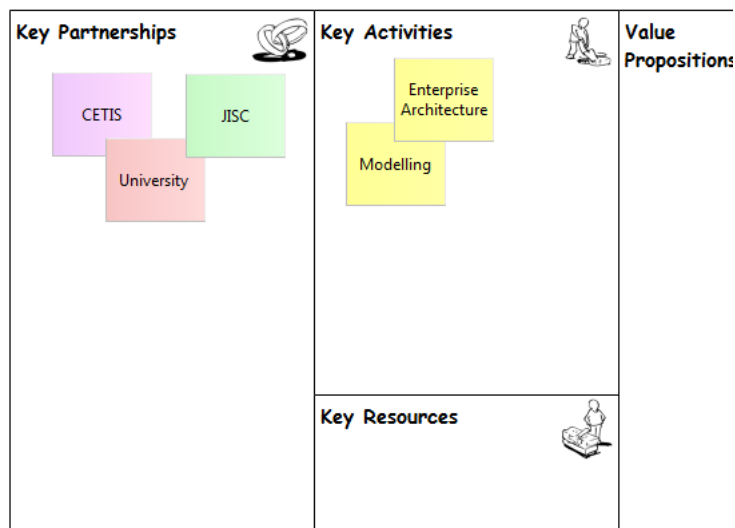 Key Partnerships
CETIS
JISC
University
Key Activities
Enterprise
Architecture
Modelling
Key Resources
Value
Propositions